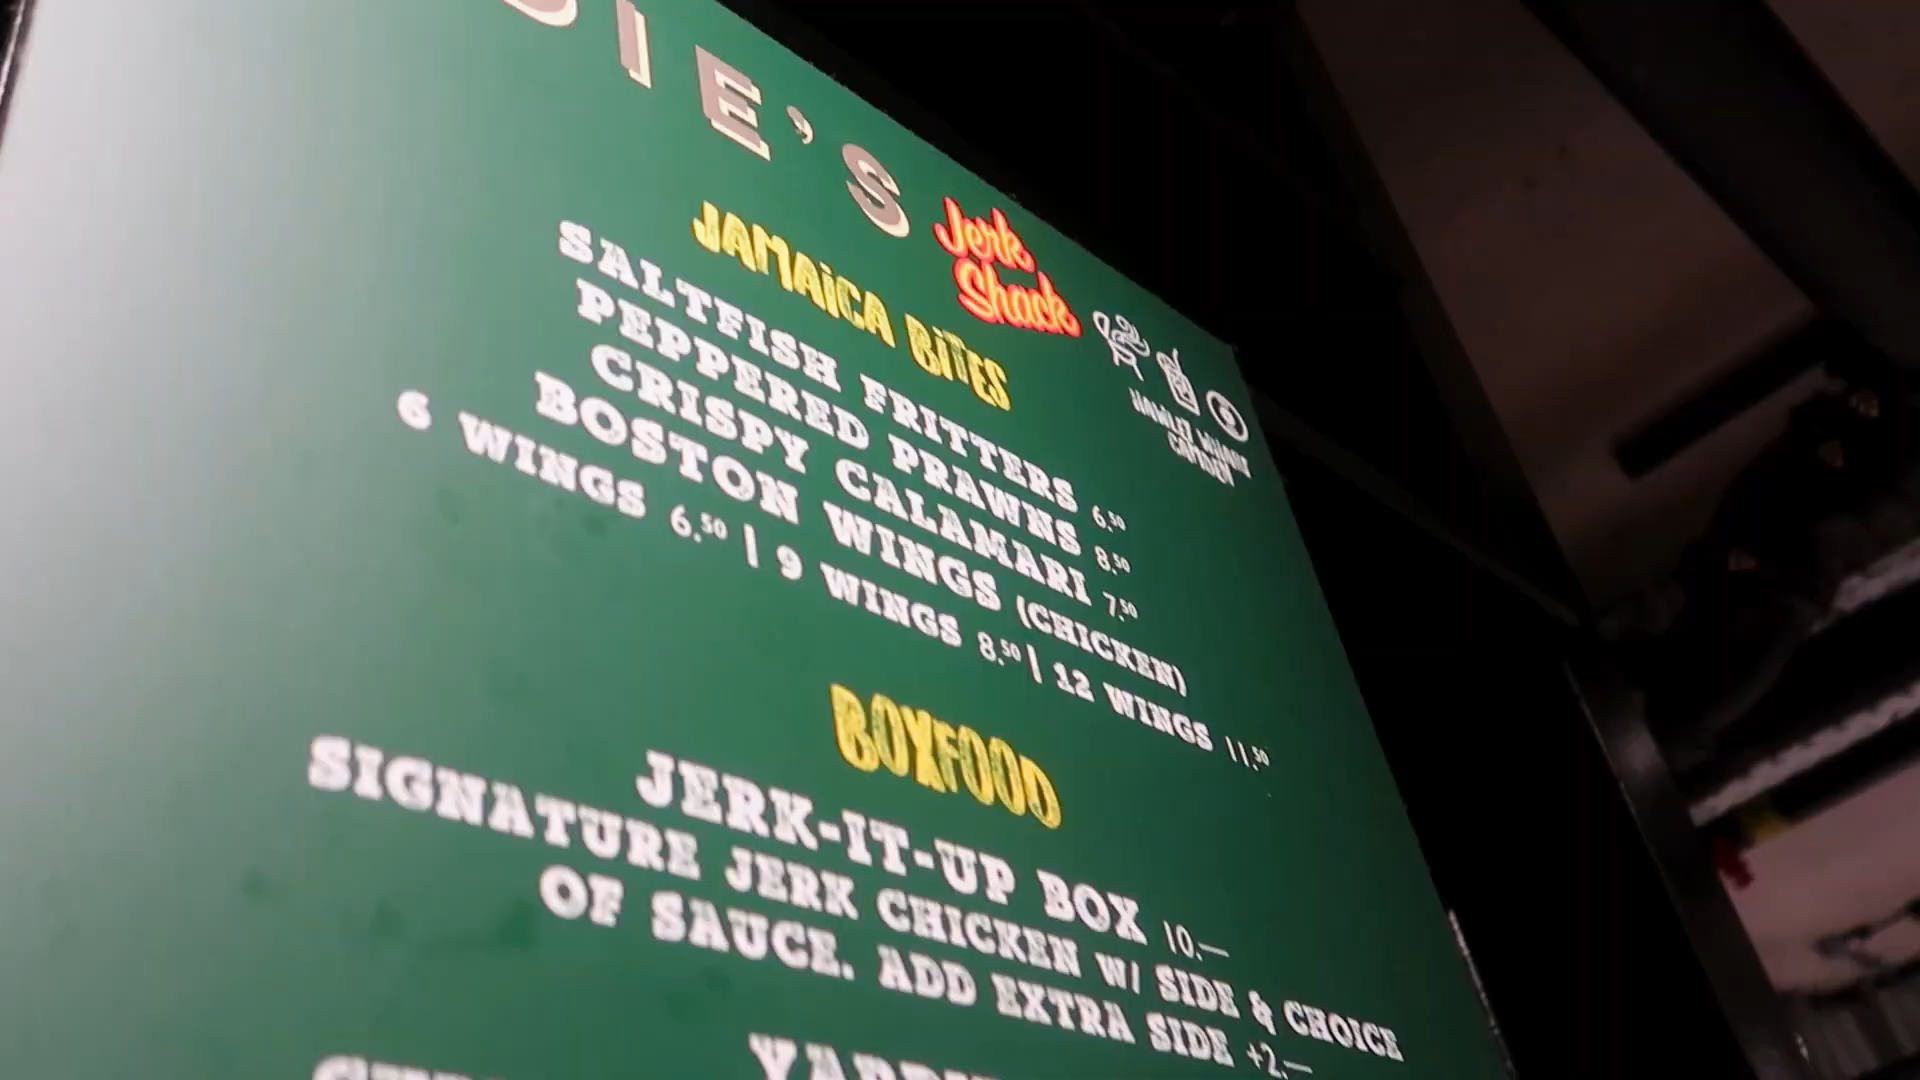 DIE'S
Jerk
Shack
JAMAICA BITES
SALTFISH FRITTERS 6.50
PEPPERED PRAWNS 8.50
CRISPY CALAMARI 7.50
BOSTON WINGS (CHICKEN)
6 WINGS 6.50 | 9 WINGS 8.50 | 12 WINGS 11.50
BOXFOOD
JERK-IT-UP BOX 10.—
SIGNATURE JERK CHICKEN W/ SIDE & CHOICE
OF SAUCE. ADD EXTRA SIDE +2.—